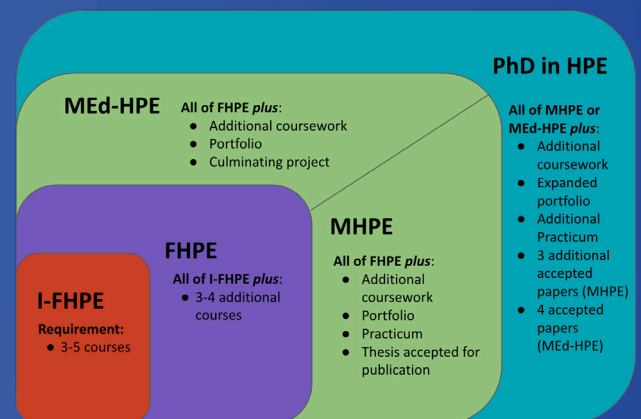 PhD in HPE
All of MHPE or
MEd-HPE plus:
● Additional
coursework
● Expanded
portfolio
● Additional
Practicum
● 3 additional
accepted
papers (MHPE)
● 4 accepted
papers
(MEd-HPE)
MEd-HPE
All of FHPE plus:
● Additional coursework
● Portfolio
● Culminating project
MHPE
All of FHPE plus:
● Additional
coursework
● Portfolio
● Practicum
● Thesis accepted for
publication
FHPE
All of I-FHPE plus:
● 3-4 additional
courses
I-FHPE
Requirement:
● 3-5 courses